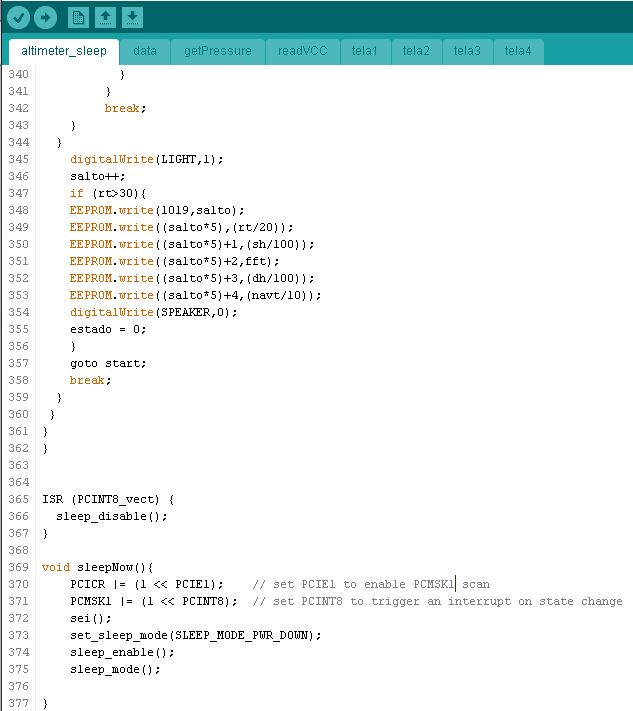 altimeter_sleep data getPressure readVCC tela1 tela2 tela3 tela4
340 }
341 }
342 break;
343 }
344 }
345 digitalWrite(LIGHT,1);
346 salto++;
347 if (rt>30){
348 EEPROM.write(1019,salto);
349 EEPROM.write((salto*5),(rt/20));
350 EEPROM.write((salto*5)+1,(sh/100));
351 EEPROM.write((salto*5)+2,fft);
352 EEPROM.write((salto*5)+3,(dh/100));
353 EEPROM.write((salto*5)+4,(navt/10));
354 digitalWrite(SPEAKER,0);
355 estado = 0;
356 }
357 goto start;
358 break;
359 }
360 }
361 }
362 }
363
364
365 ISR (PCINT8_vect) {
366 sleep_disable();
367 }
368
369 void sleepNow(){
370 PCICR |= (1 << PCIE1); // set PCIE1 to enable PCMSK1 scan
371 PCMSK1 |= (1 << PCINT8); // set PCINT8 to trigger an interrupt on state change
372 sei();
373 set_sleep_mode(SLEEP_MODE_PWR_DOWN);
374 sleep_enable();
375 sleep_mode();
376
377 }